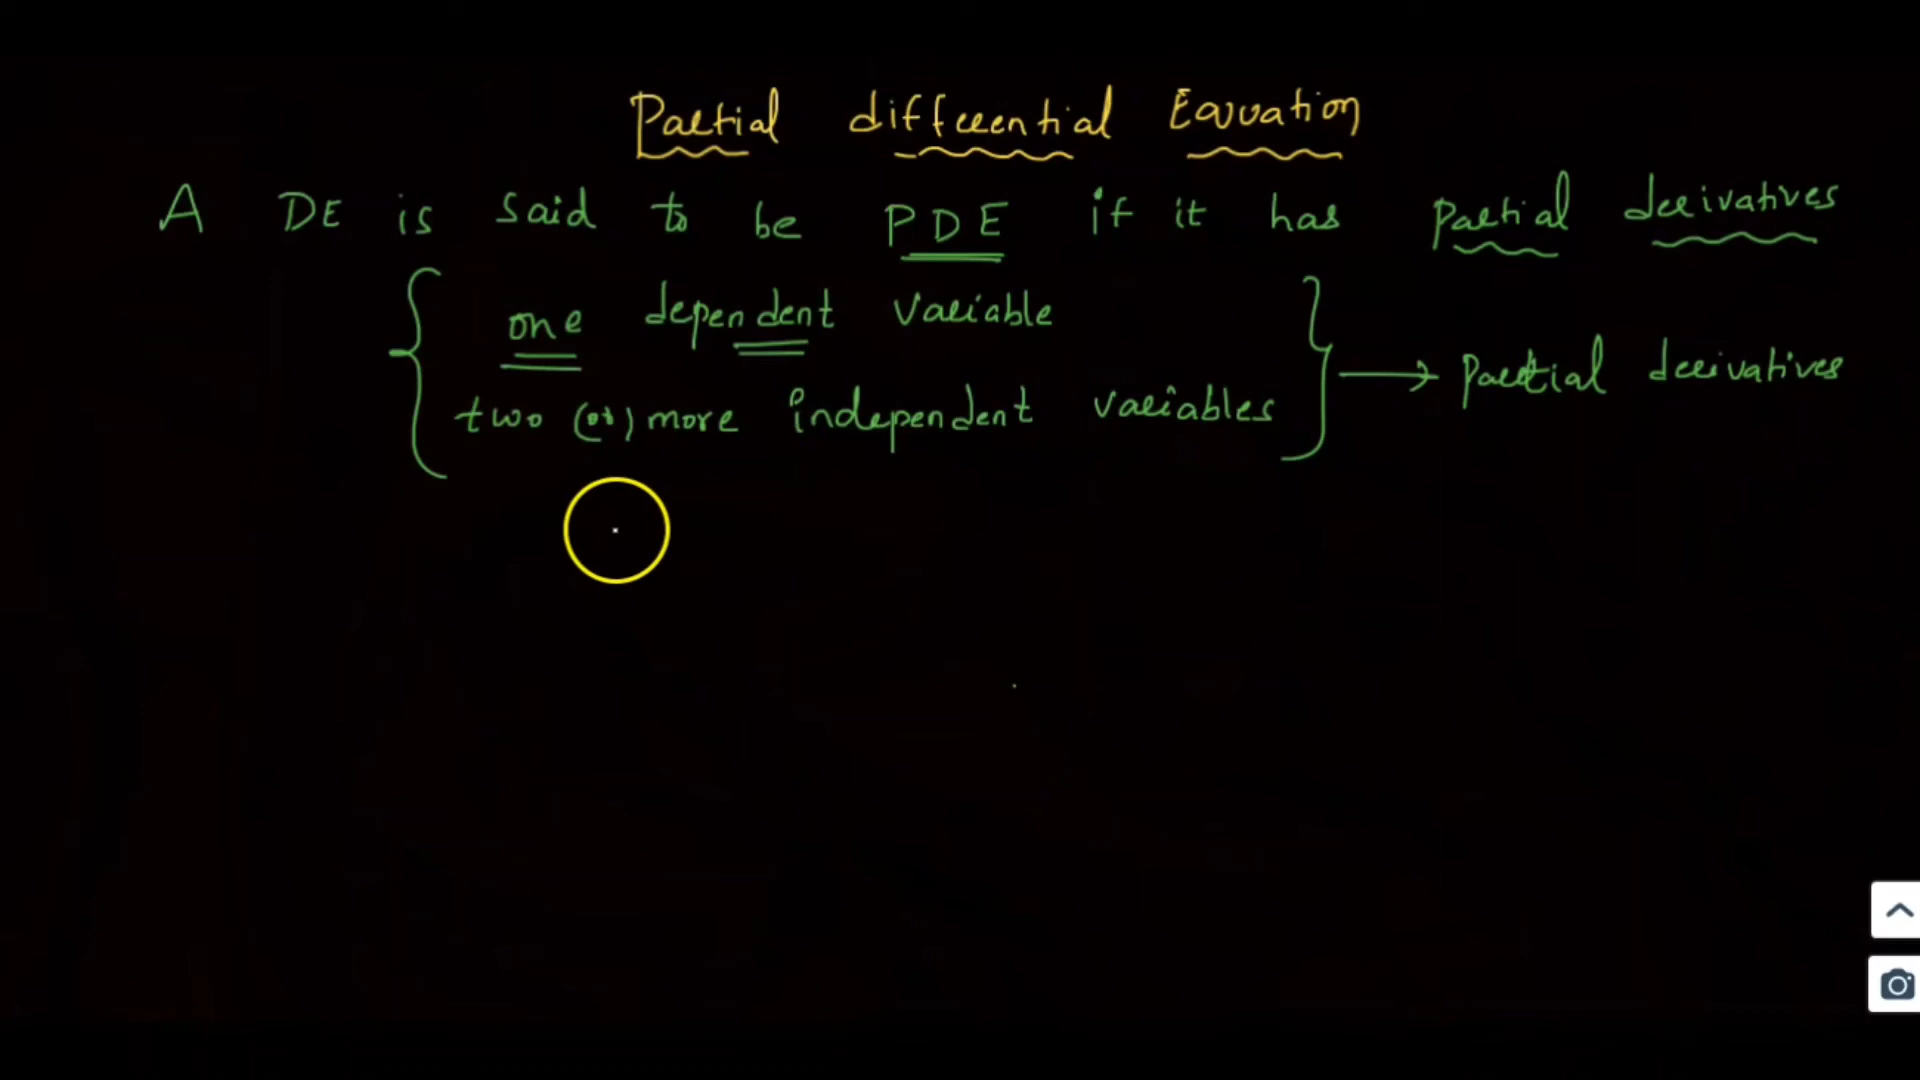 Partial differential Equation
A DE is said to be PDE if it has partial derivatives
one dependent variable
two (or) more independent variables
→ Partial derivatives